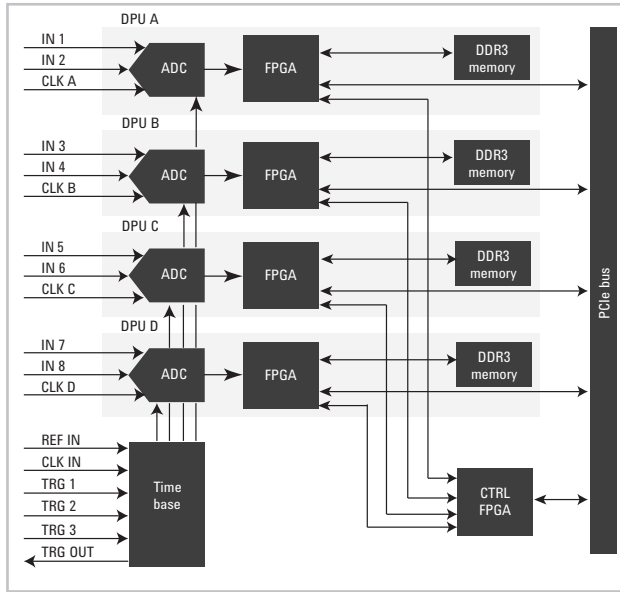 DPU A
IN 1
IN 2
CLK A
ADC
FPGA
DDR3
memory
DPU B
IN 3
IN 4
CLK B
ADC
FPGA
DDR3
memory
DPU C
IN 5
IN 6
CLK C
ADC
FPGA
DDR3
memory
DPU D
IN 7
IN 8
CLK D
ADC
FPGA
DDR3
memory
REF IN
CLK IN
TRG 1
TRG 2
TRG 3
TRG OUT
Time
base
CTRL
FPGA
PCIe bus